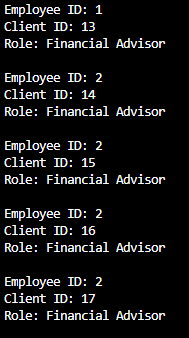 Employee ID: 1
Client ID: 13
Role: Financial Advisor

Employee ID: 2
Client ID: 14
Role: Financial Advisor

Employee ID: 2
Client ID: 15
Role: Financial Advisor

Employee ID: 2
Client ID: 16
Role: Financial Advisor

Employee ID: 2
Client ID: 17
Role: Financial Advisor